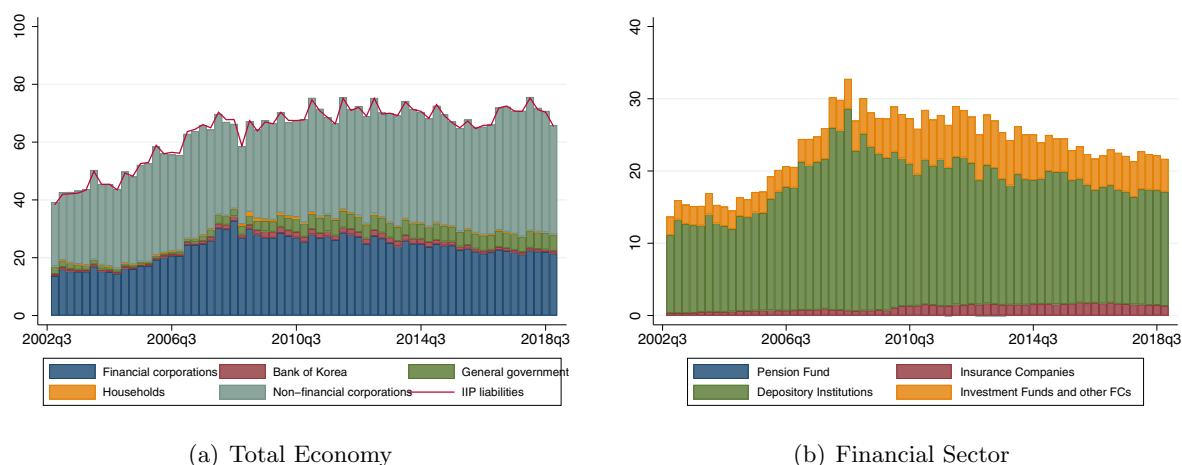 100
80
60
40
20
0
2002q3 2006q3 2010q3 2014q3 2018q3
Financial corporations Bank of Korea General government
Households Non−financial corporations IIP liabilities
(a) Total Economy
40
30
20
10
0
2002q3 2006q3 2010q3 2014q3 2018q3
Pension Fund Insurance Companies
Depository Institutions Investment Funds and other FCs
(b) Financial Sector